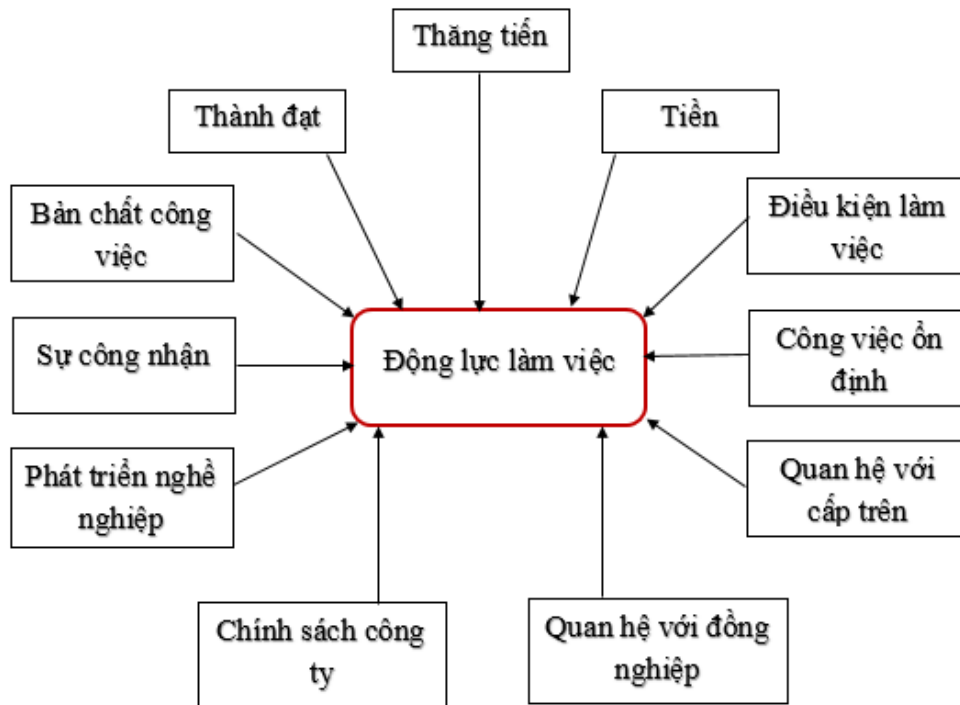 Thăng tiến
Thành đạt
Tiền
Bản chất công
việc
Điều kiện làm
việc
Sự công nhận
Động lực làm việc
Công việc ổn
định
Phát triển nghề
nghiệp
Quan hệ với
cấp trên
Chính sách công
ty
Quan hệ với đồng
nghiệp